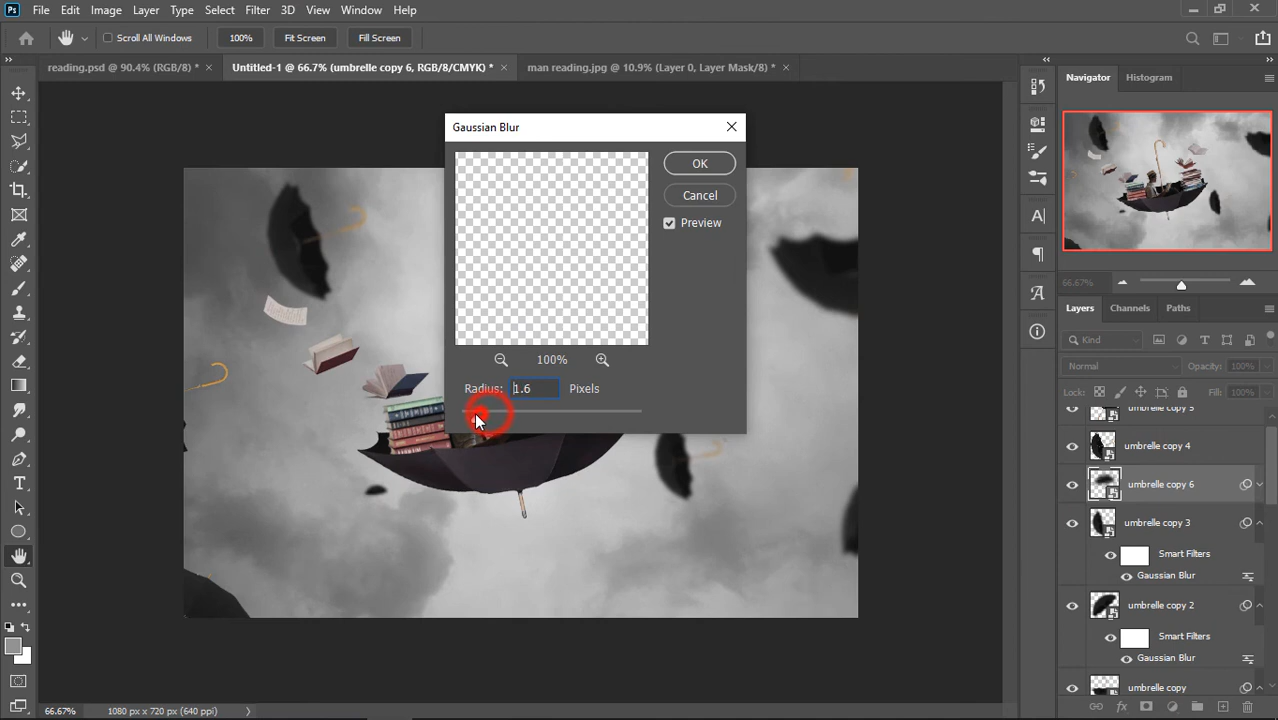 Ps File Edit Image Layer Type Select Filter 3D View Window Help
Scroll All Windows 100% Fit Screen Fill Screen
reading.psd @ 90.4% (RGB/8) * × Untitled-1 @ 66.7% (umbrelle copy 6, RGB/8/CMYK) * × man reading.jpg @ 10.9% (Layer 0, Layer Mask/8) * ×
Gaussian Blur
OK
Cancel
Preview
100%
Radius: 1.6 Pixels
Navigator Histogram
66.67%
Layers Channels Paths
Kind
Normal Opacity: 100%
Lock: Fill: 100%
umbrelle copy 5
umbrelle copy 4
umbrelle copy 6
umbrelle copy 3
Smart Filters
Gaussian Blur
umbrelle copy 2
Smart Filters
Gaussian Blur
umbrelle copy
fx
66.67% 1080 px x 720 px (640 ppi)